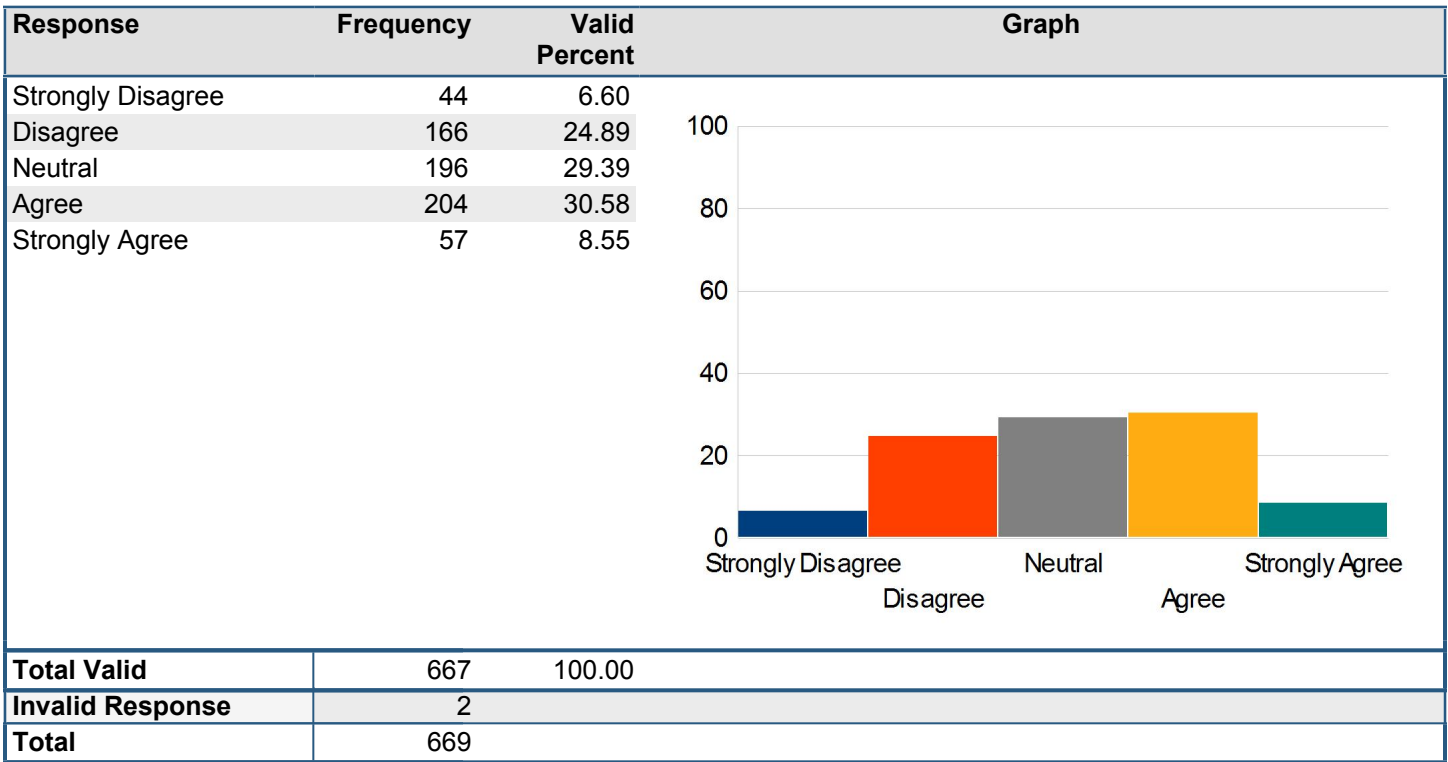 Response Frequency Valid Percent Graph
Strongly Disagree 44 6.60
Disagree 166 24.89
Neutral 196 29.39
Agree 204 30.58
Strongly Agree 57 8.55
100
80
60
40
20
0
Strongly Disagree Neutral Strongly Agree
Disagree Agree
Total Valid 667 100.00
Invalid Response 2
Total 669